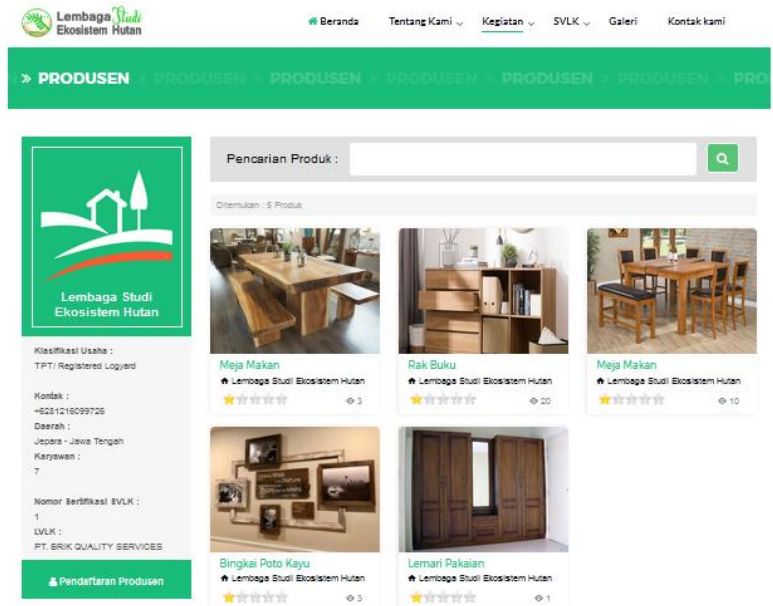 Lembaga Studi
Ekosistem Hutan
Beranda
Tentang Kami
Kegiatan
SVLK
Galeri
Kontak kami
» PRODUSEN » PRODUSEN » PRODUSEN » PRODUSEN » PRODUSEN » PRODUSEN » PRO
Lembaga Studi
Ekosistem Hutan
Klasifikasi Usaha :
TPT/ Registered Logyard
Kontak :
+6281216099726
Daerah :
Jepara - Jawa Tengah
Karyawan :
7
Nomor Sertifikasi SVLK :
1
LVLK :
PT. BRIK QUALITY SERVICES
Pendaftaran Produsen
Pencarian Produk :
Ditemukan : 5 Produk
Meja Makan
Lembaga Studi Ekosistem Hutan
3
Rak Buku
Lembaga Studi Ekosistem Hutan
20
Meja Makan
Lembaga Studi Ekosistem Hutan
10
Bingkai Poto Kayu
Lembaga Studi Ekosistem Hutan
3
Lemari Pakaian
Lembaga Studi Ekosistem Hutan
1